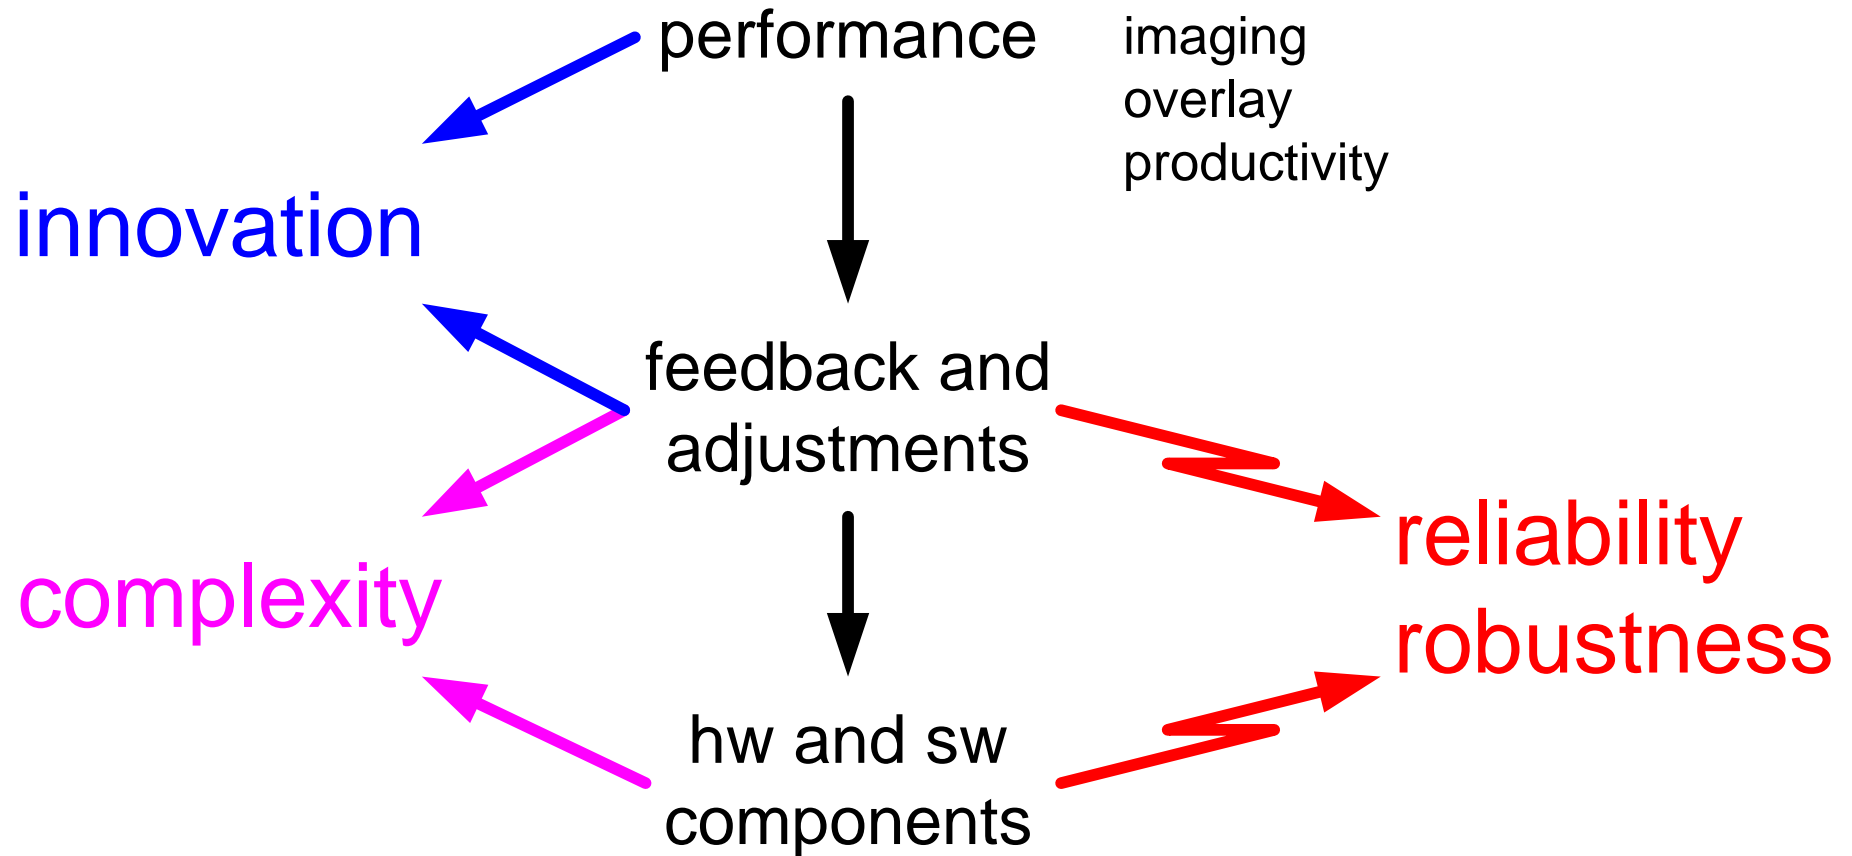 performance
imaging
overlay
productivity
innovation
feedback and
adjustments
reliability
robustness
complexity
hw and sw
components